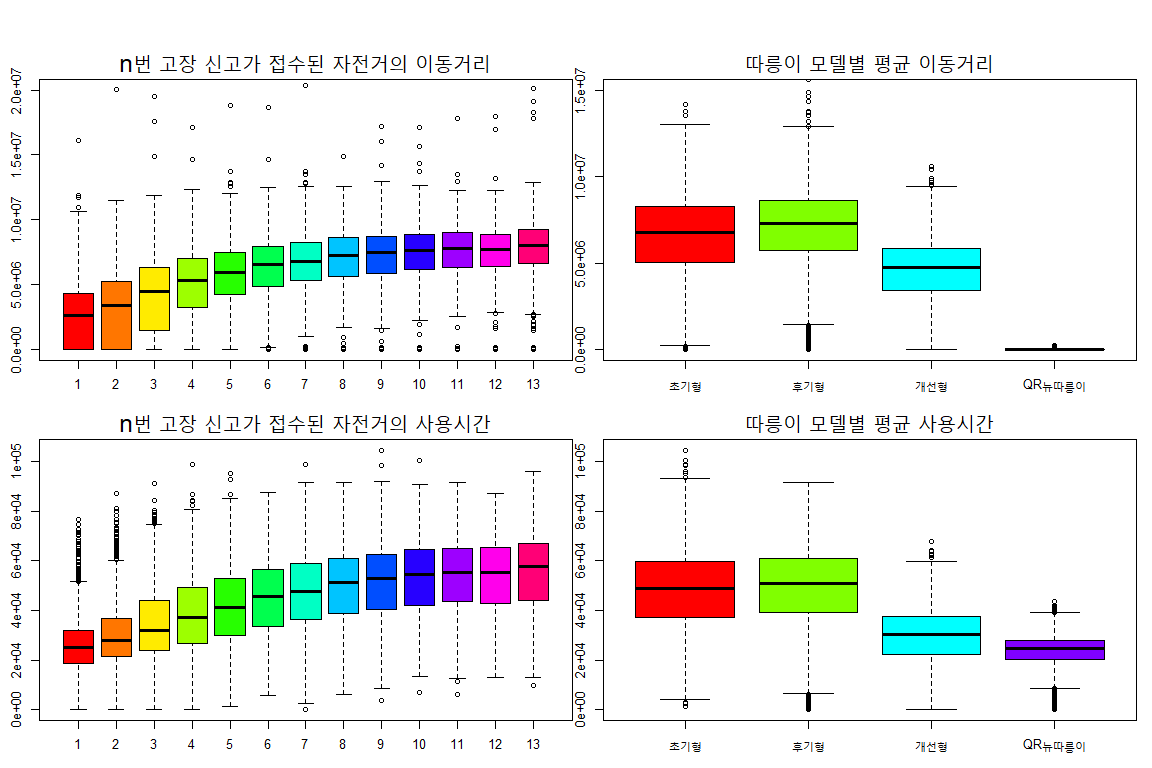 n번 고장 신고가 접수된 자전거의 이동거리
0.0e+00 5.0e+06 1.0e+07 1.5e+07 2.0e+07
1 2 3 4 5 6 7 8 9 10 11 12 13
따릉이 모델별 평균 이동거리
0.0e+00 5.0e+06 1.0e+07 1.5e+07
초기형 후기형 개선형 QR뉴따릉이
n번 고장 신고가 접수된 자전거의 사용시간
0e+00 2e+04 4e+04 6e+04 8e+04 1e+05
1 2 3 4 5 6 7 8 9 10 11 12 13
따릉이 모델별 평균 사용시간
0e+00 2e+04 4e+04 6e+04 8e+04 1e+05
초기형 후기형 개선형 QR뉴따릉이